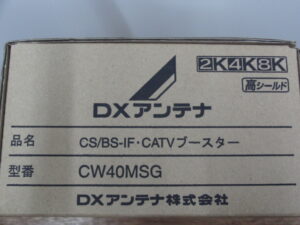 2K4K8K
高シールド
DXアンテナ
品名 CS/BS-IF・CATVブースター
型番 CW40MSG
DXアンテナ株式会社